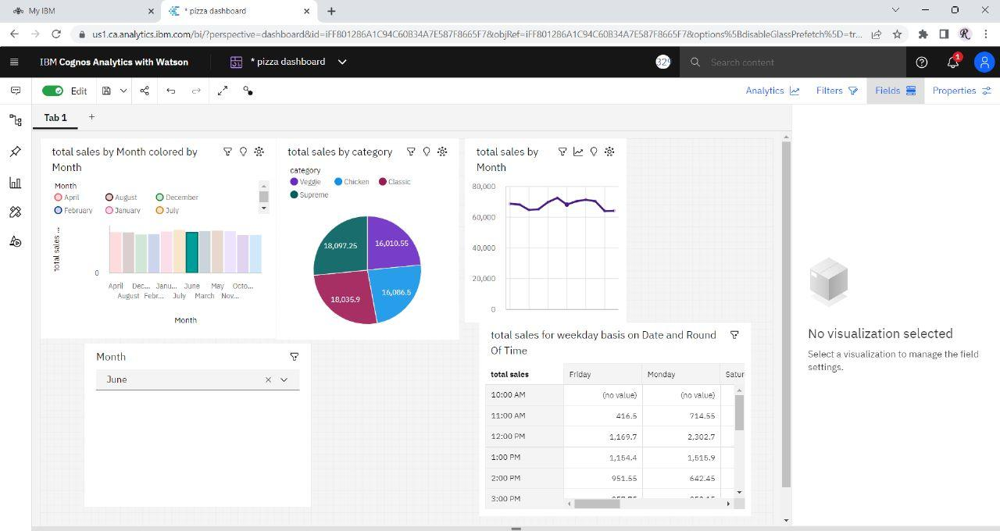 My IBM
* pizza dashboard
us1.ca.analytics.ibm.com/bi/?perspective=dashboard&id=iFF801286A1C94C60B34A7E587F8665F7&objRef=iFF801286A1C94C60B34A7E587F8665F7&options%5BdisableGlassPrefetch%5D=tr...
IBM Cognos Analytics with Watson
* pizza dashboard
Search content
1
Edit
Analytics
Filters
Fields
Properties
Tab 1
total sales by Month colored by
Month
Month
April
August
December
February
January
July
total sales ...
0
April Dec... Janu... June May Octo...
August Febr... July March Nov...
Month
total sales by category
category
Veggie Chicken Classic
Supreme
18,097.25
16,010.55
18,035.9
16,086.5
total sales by
Month
80,000
60,000
40,000
20,000
0
Month
June
total sales for weekday basis on Date and Round
Of Time
total sales Friday Monday Satur
10:00 AM (no value) (no value)
11:00 AM 416.5 714.55
12:00 PM 1,169.7 2,302.7
1:00 PM 1,154.4 1,515.9
2:00 PM 951.55 642.45
3:00 PM
No visualization selected
Select a visualization to manage the field
settings.